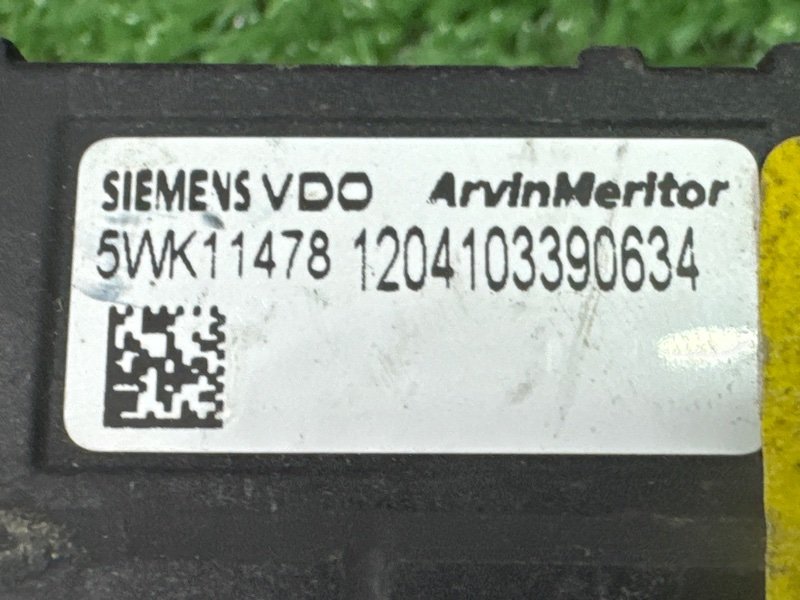 SIEMENS VDO ArvinMeritor
5WK11478 1204103390634